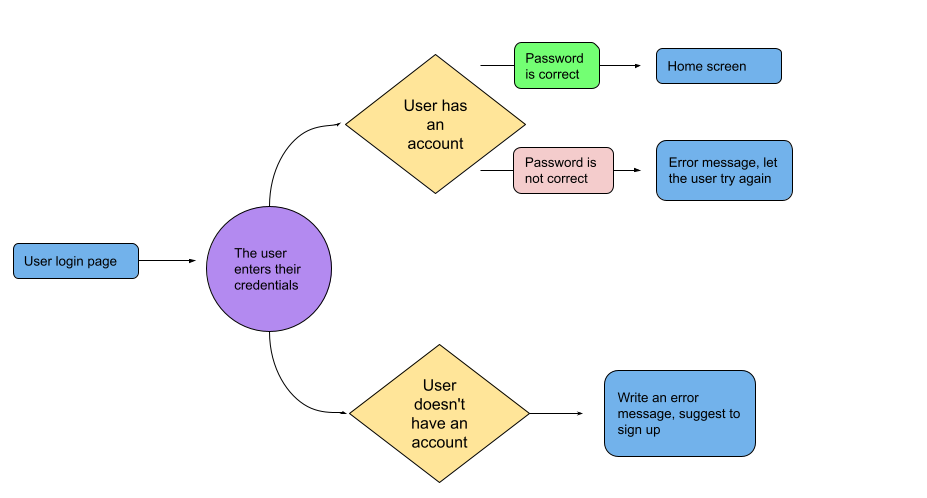 User login page
The user
enters their
credentials
User has
an
account
Password
is correct
Home screen
Password is
not correct
Error message, let
the user try again
User
doesn't
have an
account
Write an error
message, suggest to
sign up